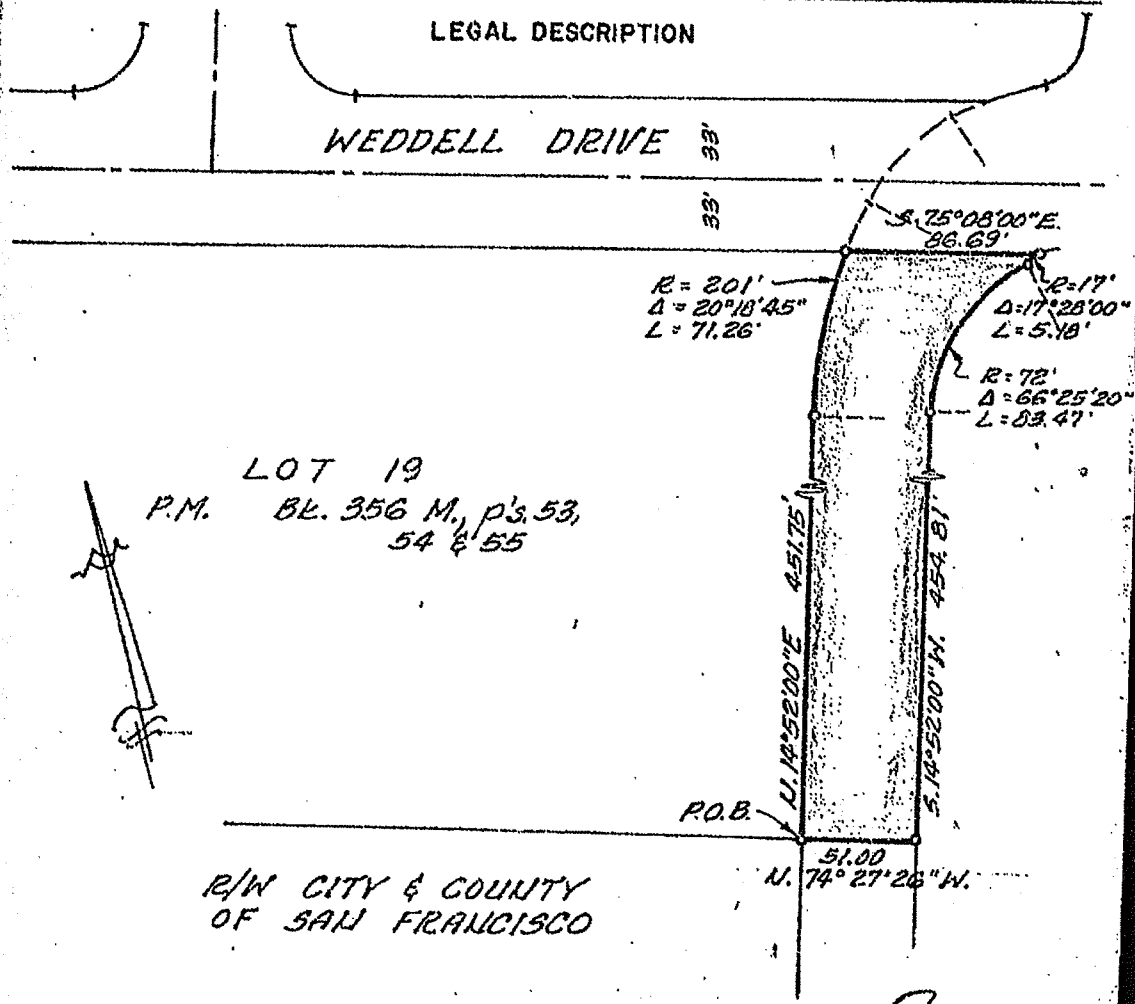 LEGAL DESCRIPTION
WEDDELL DRIVE
33'
33'
S. 75°08'00"E.
86.69'
R = 201'
Δ = 20°18'45"
L = 71.26'
R=17'
Δ=17°28'00"
L=5.18'
R=72'
Δ=66°25'20"
L=83.47'
LOT 19
P.M. Bk. 356 M., p's. 53,
54 & 55
N. 14°52'00"E 451.75'
S. 14°52'00"W. 454.81'
P.O.B.
51.00
N. 74°27'26"W.
R/W CITY & COUNTY
OF SAN FRANCISCO